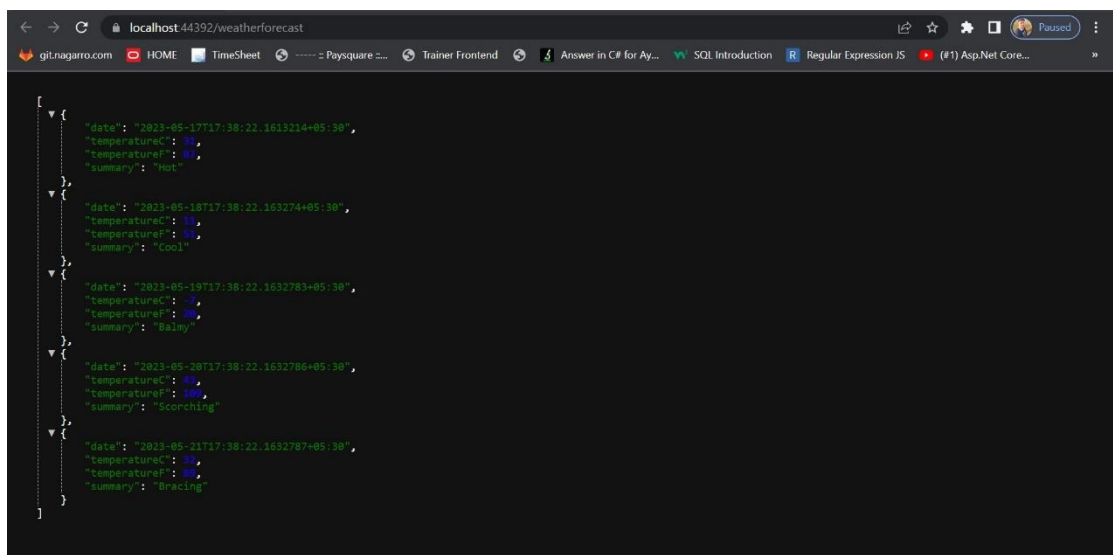 localhost:44392/weatherforecast
Paused
git.nagarro.com HOME TimeSheet ----- :: Paysquare ::... Trainer Frontend Answer in C# for Ay... SQL Introduction Regular Expression JS (#1) Asp.Net Core... »
[
{
"date": "2023-05-17T17:38:22.1613214+05:30",
"temperatureC": 31,
"temperatureF": 87,
"summary": "Hot"
},
{
"date": "2023-05-18T17:38:22.163274+05:30",
"temperatureC": 11,
"temperatureF": 51,
"summary": "Cool"
},
{
"date": "2023-05-19T17:38:22.1632783+05:30",
"temperatureC": -7,
"temperatureF": 20,
"summary": "Balmy"
},
{
"date": "2023-05-20T17:38:22.1632786+05:30",
"temperatureC": 43,
"temperatureF": 109,
"summary": "Scorching"
},
{
"date": "2023-05-21T17:38:22.1632787+05:30",
"temperatureC": 32,
"temperatureF": 89,
"summary": "Bracing"
}
]